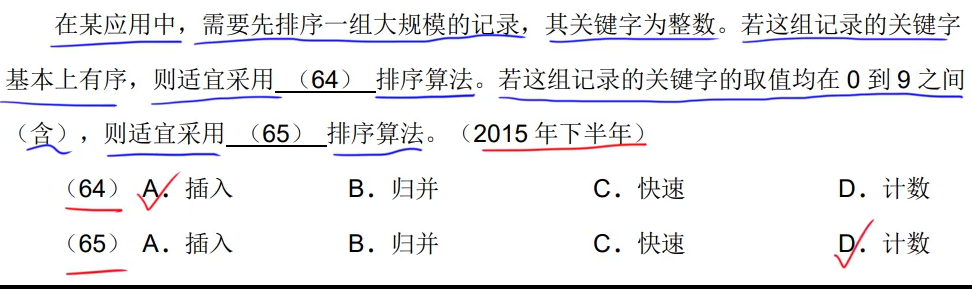 在某应用中，需要先排序一组大规模的记录，其关键字为整数。若这组记录的关键字
基本上有序，则适宜采用 （64） 排序算法。若这组记录的关键字的取值均在 0 到 9 之间
（含），则适宜采用 （65） 排序算法。（2015 年下半年）
（64） A．插入 B．归并 C．快速 D．计数
（65） A．插入 B．归并 C．快速 D．计数